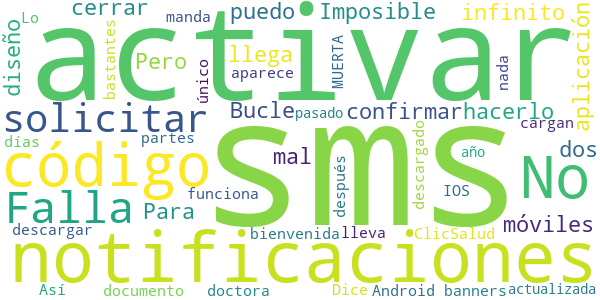 Lo cerrar manda puedo Imposible infinito
diseño activar bastantes Pero único llega aparece MUERTA nada aplicación
solicitar Bucle pasado confirmar hacerlo cargan
días código partes sms mal descargado año No dos
Falla Para funciona después IOS móviles
descargar notificaciones bienvenida lleva ClicSalud
Así documento doctora Dice Android banners actualizada